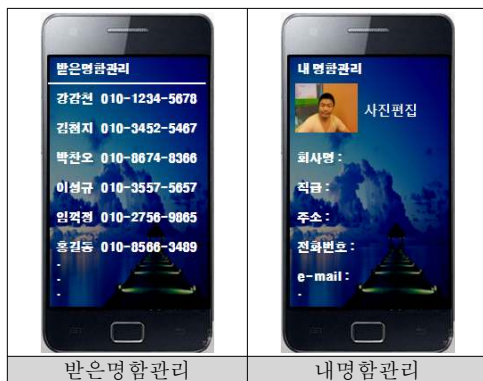 받은명함관리
강감천 010-1234-5678
김첨지 010-3452-5467
박찬오 010-8674-8366
이성규 010-3557-5657
임꺽정 010-2756-9865
홍길동 010-8566-3489
-
-
-
내 명함관리
사진편집
회사명 :
직급 :
주소 :
전화번호 :
e-mail :
-
받은명함관리
내명함관리